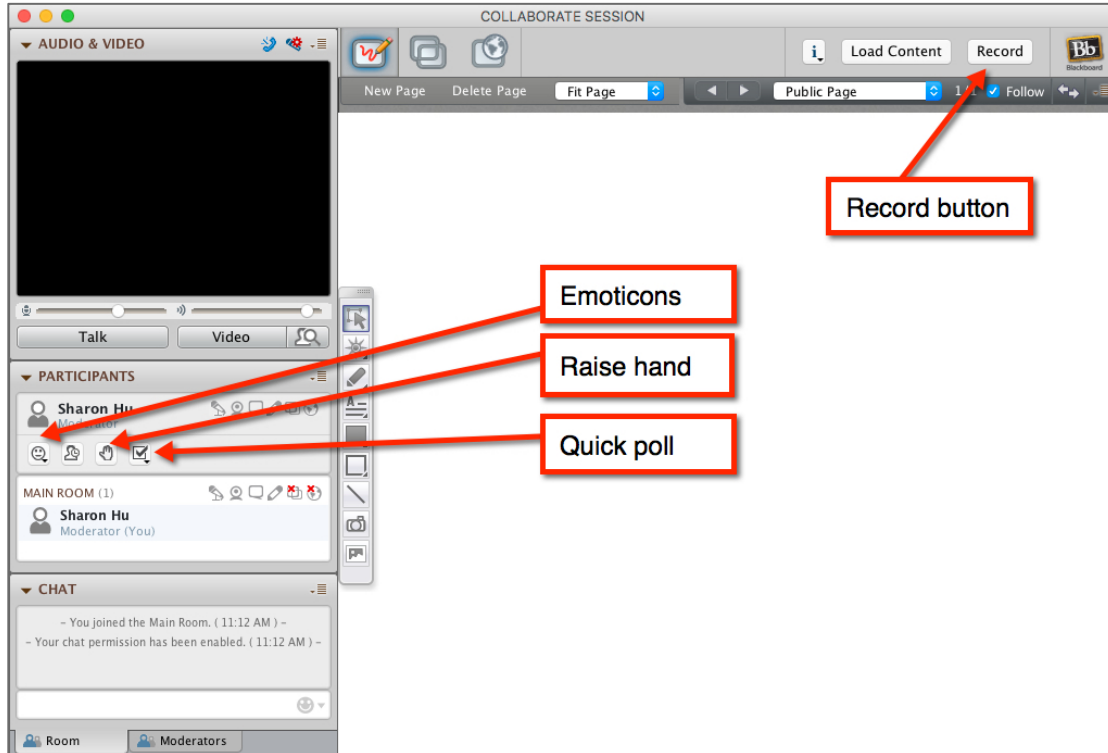 COLLABORATE SESSION
AUDIO & VIDEO
i Load Content Record
Bb
Blackboard
New Page Delete Page Fit Page Public Page Follow
Record button
Emoticons
Talk Video
Raise hand
PARTICIPANTS
Sharon Hu
Moderator
Quick poll
MAIN ROOM (1)
Sharon Hu
Moderator (You)
CHAT
– You joined the Main Room. ( 11:12 AM ) –
– Your chat permission has been enabled. ( 11:12 AM ) –
Room Moderators